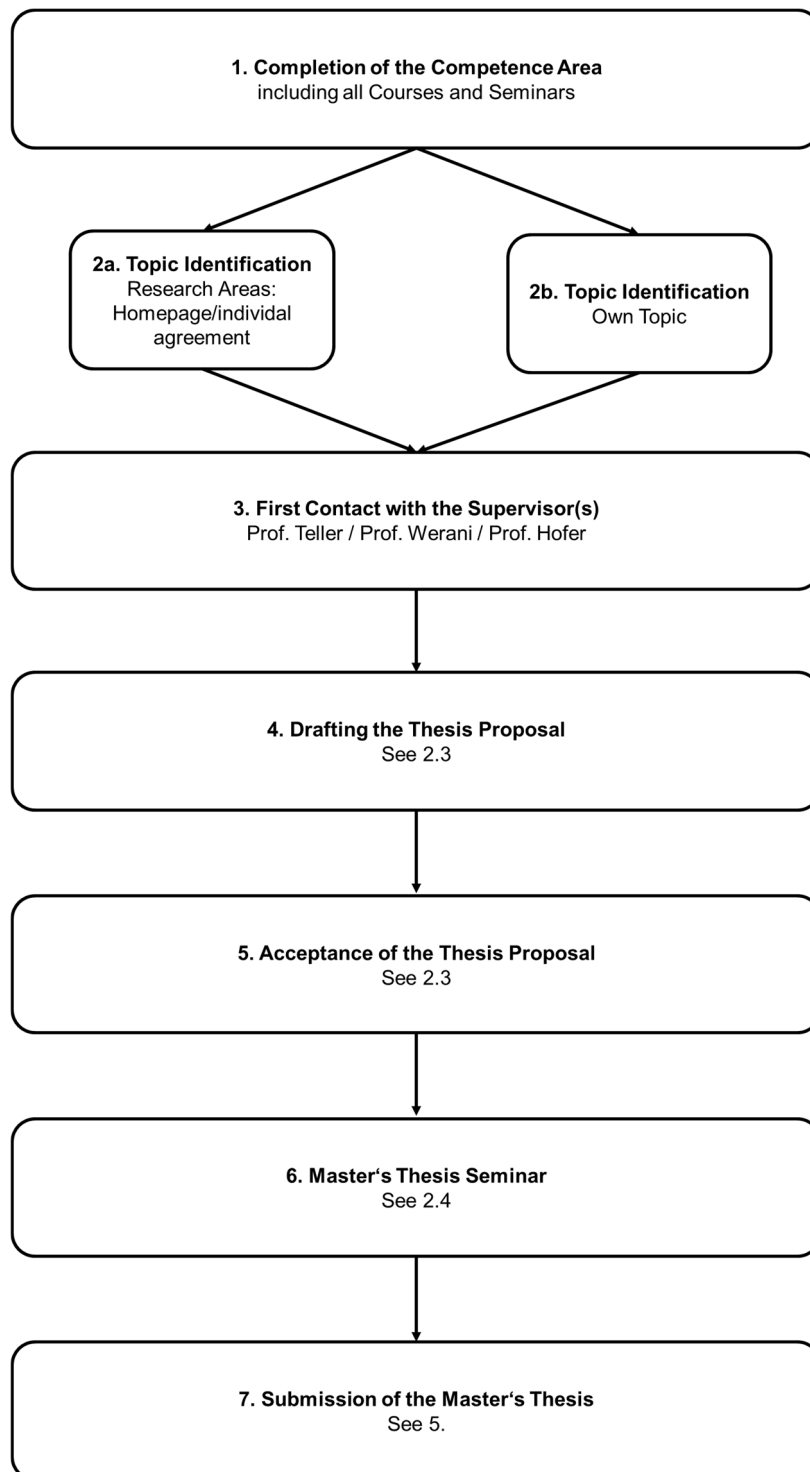 1. Completion of the Competence Area
including all Courses and Seminars
2a. Topic Identification
Research Areas:
Homepage/individal
agreement
2b. Topic Identification
Own Topic
3. First Contact with the Supervisor(s)
Prof. Teller / Prof. Werani / Prof. Hofer
4. Drafting the Thesis Proposal
See 2.3
5. Acceptance of the Thesis Proposal
See 2.3
6. Master‘s Thesis Seminar
See 2.4
7. Submission of the Master‘s Thesis
See 5.